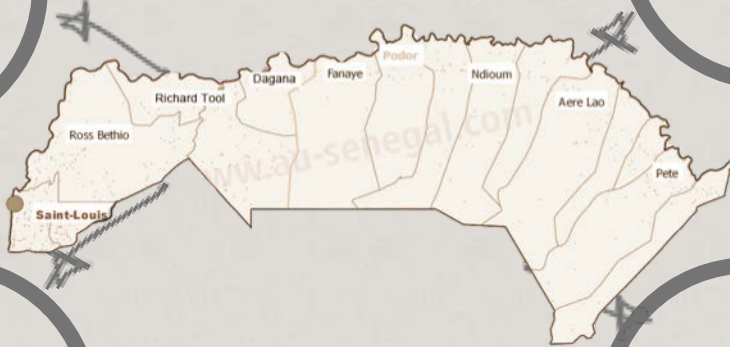 Podor
Dagana
Fanaye
Ndioum
Richard Tool
Aere Lao
Ross Bethio
www.au-senegal.com
Pete
Saint-Louis